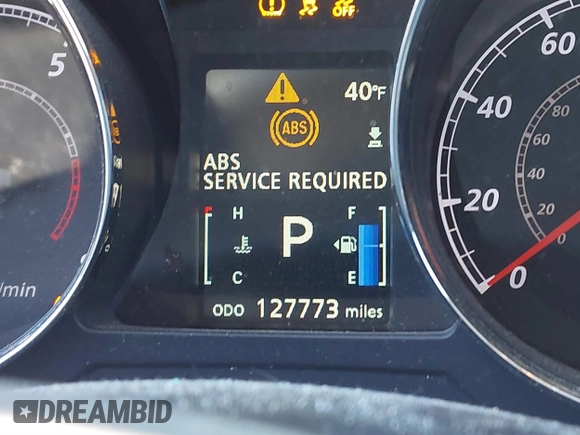 OFF
5
60
40°F
ABS
40
80
ABS
60
SERVICE REQUIRED
40
20
20
H
F
P
0
C
E
0
/min
ODO 127773 miles
DREAMBID